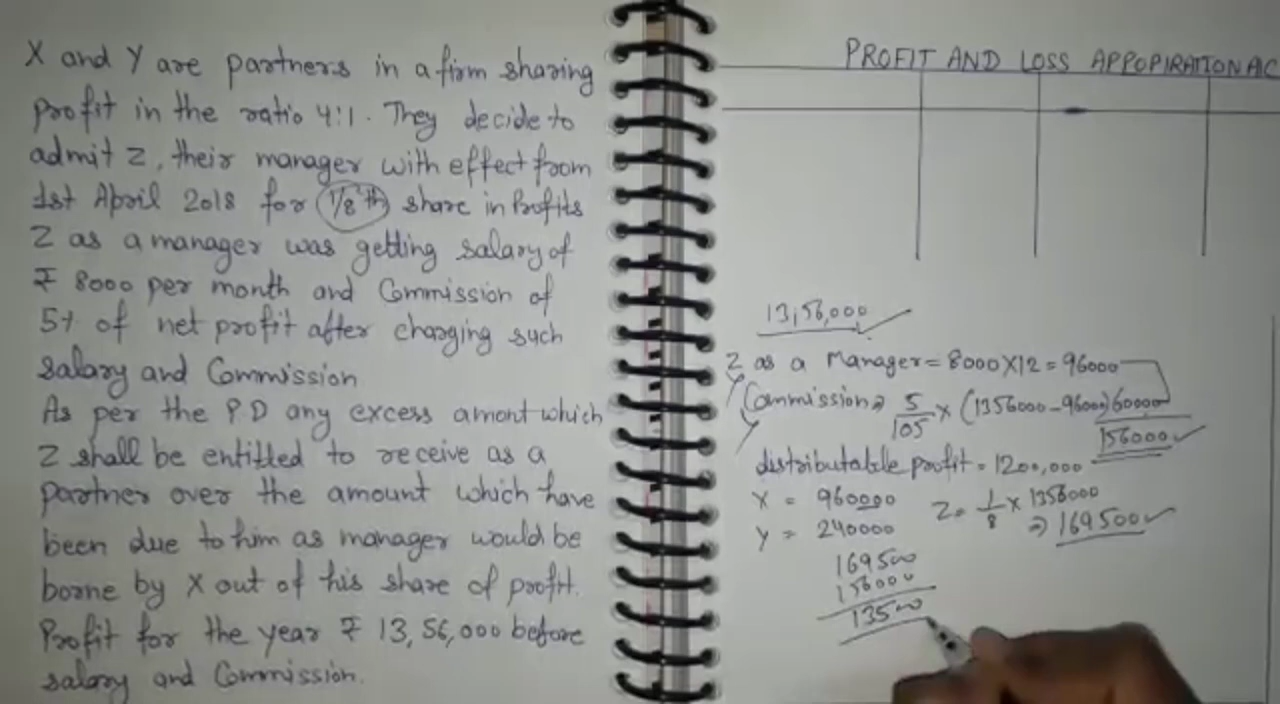 X and Y are partners in a firm sharing
profit in the ratio 4:1. They decide to
admit Z, their manager with effect from
1st April 2018 for 1/8th share in Profits
Z as a manager was getting salary of
₹ 8000 per month and Commission of
5% of net profit after charging such
salary and Commission
As per the PD any excess amont which
Z shall be entitled to receive as a
partner over the amount which have
been due to him as manager would be
borne by X out of his share of profit.
Profit for the year ₹ 13,56,000 before
salary and Commission.
PROFIT AND LOSS APPOPIRATION A/C
13,56,000
Z as a Manager = 8000 X 12 = 96000
Commission ⇒ 5/105 × (1356000 - 96000) 60000
156000
distributable profit = 1200,000
X = 960000
Y = 240000
Z = 1/8 × 1356000
⇒ 169500
169500
156000
13500